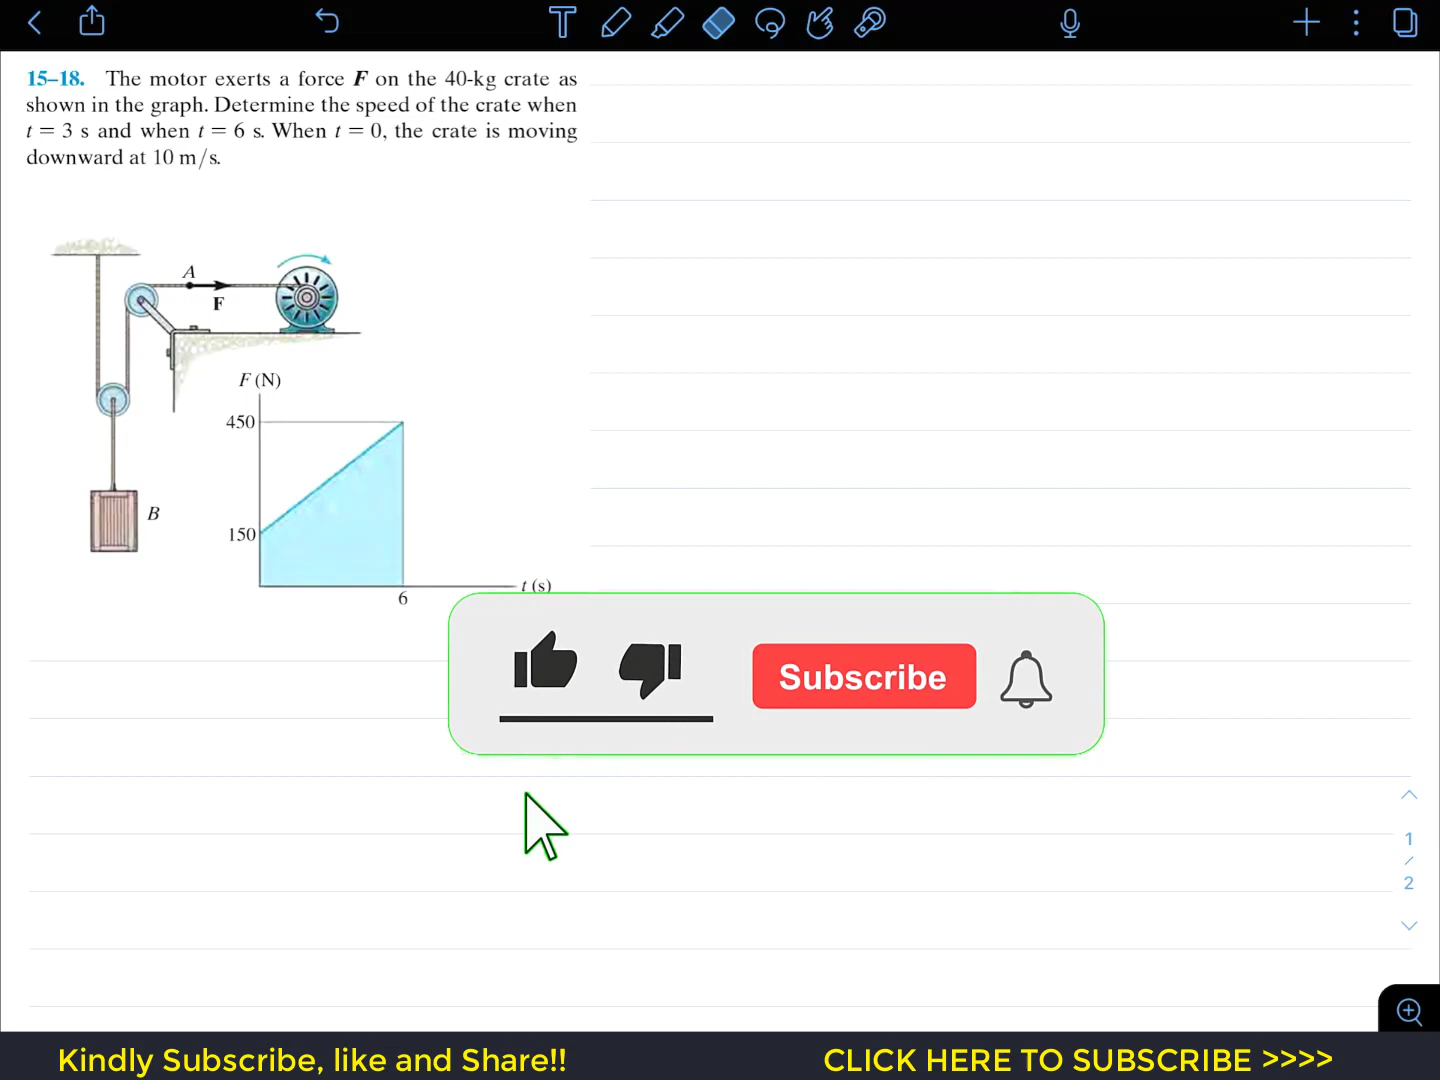 15–18. The motor exerts a force F on the 40-kg crate as
shown in the graph. Determine the speed of the crate when
t = 3 s and when t = 6 s. When t = 0, the crate is moving
downward at 10 m/s.
A
F
F (N)
450
B
150
t (s)
6
Subscribe
1
/
2
Kindly Subscribe, like and Share!!
CLICK HERE TO SUBSCRIBE >>>>